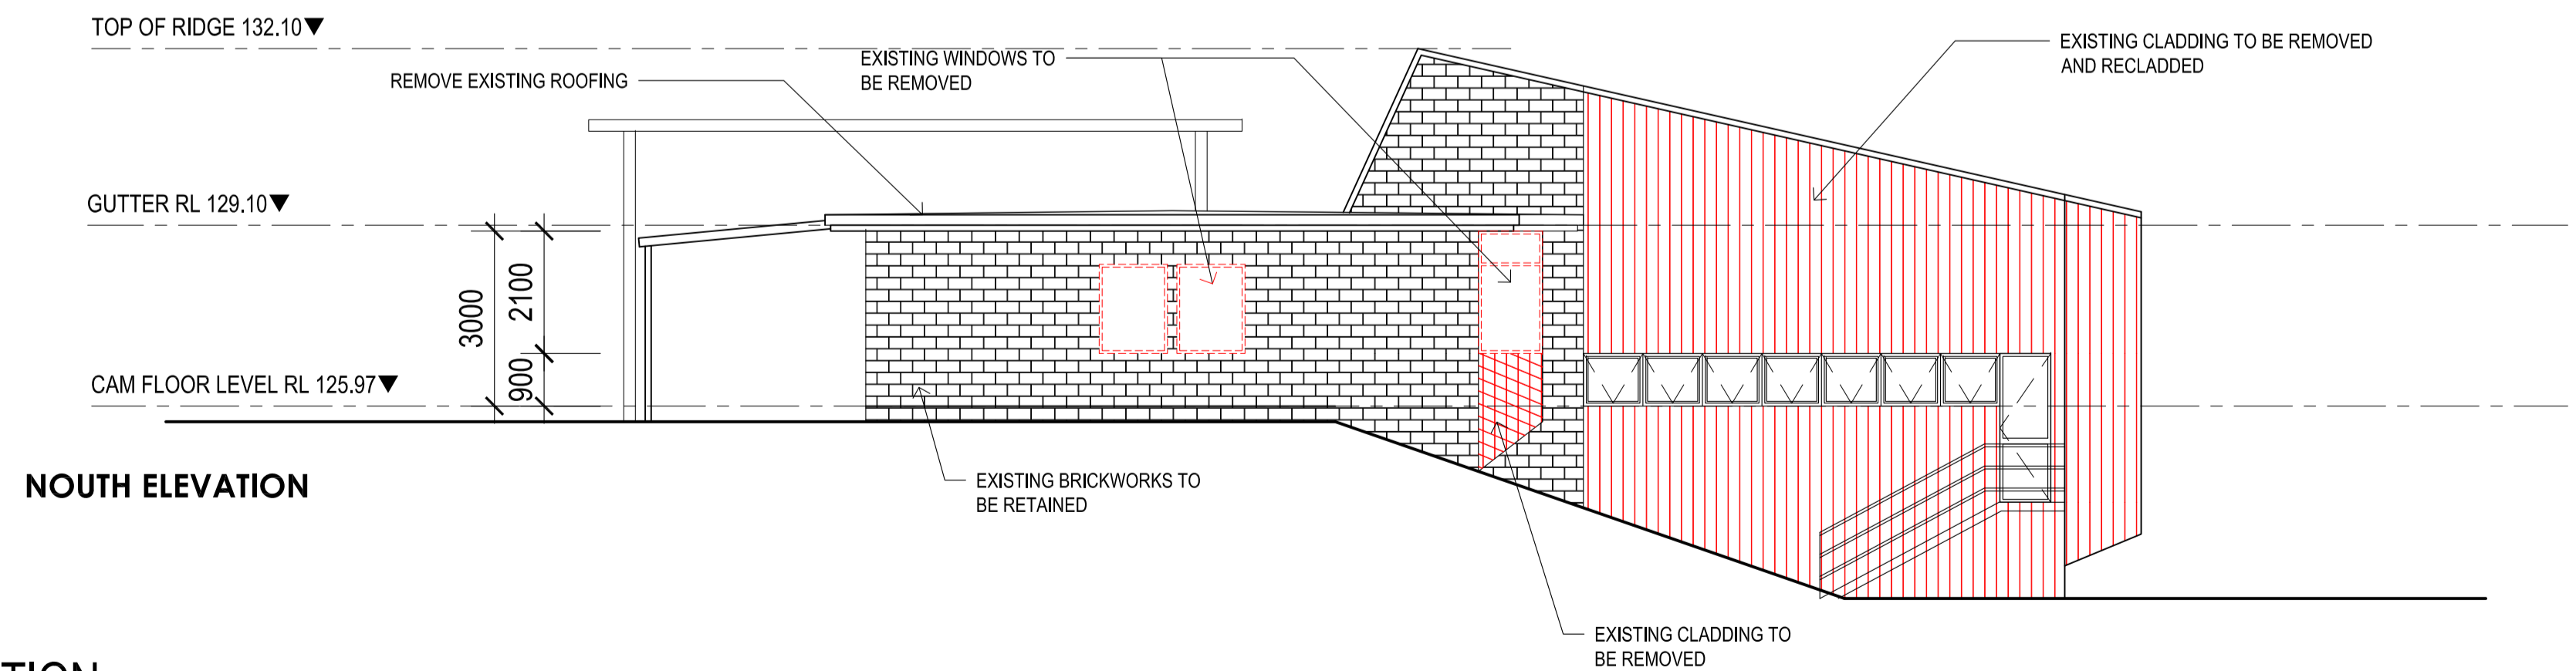 TOP OF RIDGE 132.10
EXISTING WINDOWS TO
BE REMOVED
EXISTING CLADDING TO BE REMOVED
AND RECLADDED
REMOVE EXISTING ROOFING
GUTTER RL 129.10
3000
2100
900
CAM FLOOR LEVEL RL 125.97
NOUTH ELEVATION
EXISTING BRICKWORKS TO
BE RETAINED
EXISTING CLADDING TO
BE REMOVED